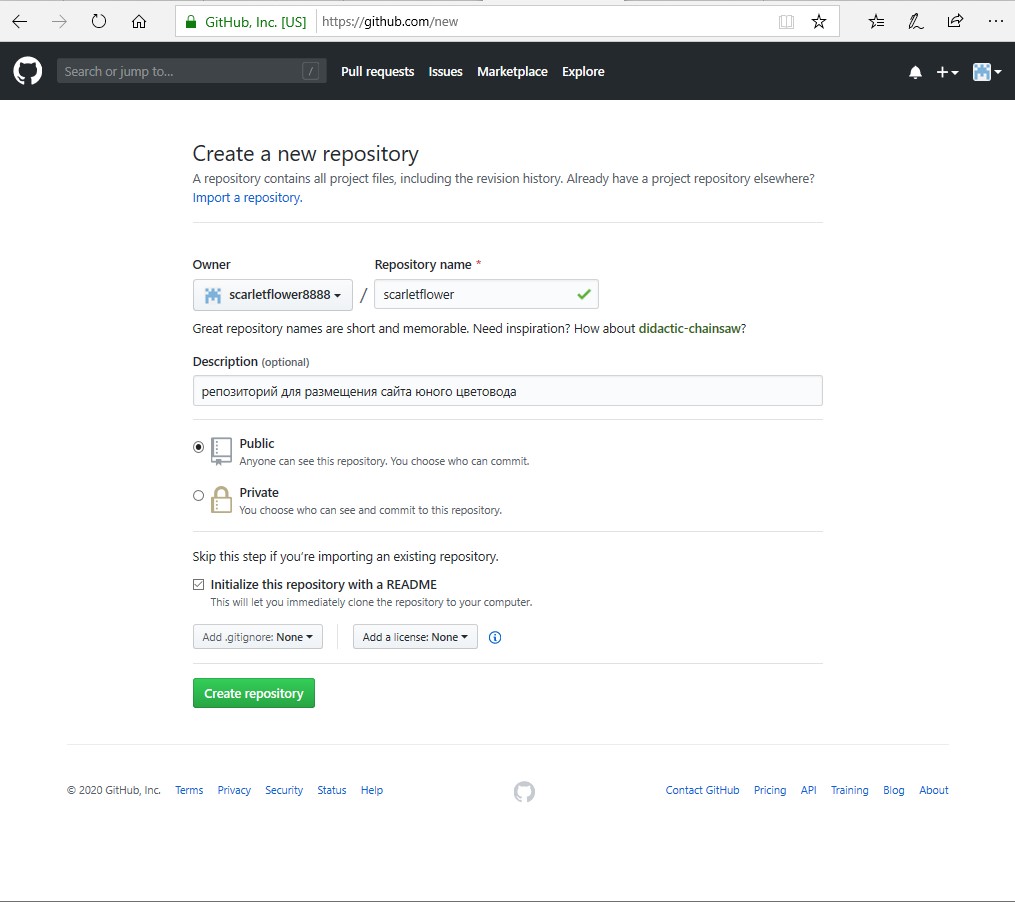 GitHub, Inc. [US] https://github.com/new
Search or jump to... / Pull requests Issues Marketplace Explore
Create a new repository
A repository contains all project files, including the revision history. Already have a project repository elsewhere?
Import a repository.
Owner Repository name *
scarletflower8888 / scarletflower
Great repository names are short and memorable. Need inspiration? How about didactic-chainsaw?
Description (optional)
репозиторий для размещения сайта юного цветовода
Public
Anyone can see this repository. You choose who can commit.
Private
You choose who can see and commit to this repository.
Skip this step if you're importing an existing repository.
Initialize this repository with a README
This will let you immediately clone the repository to your computer.
Add .gitignore: None Add a license: None
Create repository
© 2020 GitHub, Inc. Terms Privacy Security Status Help Contact GitHub Pricing API Training Blog About